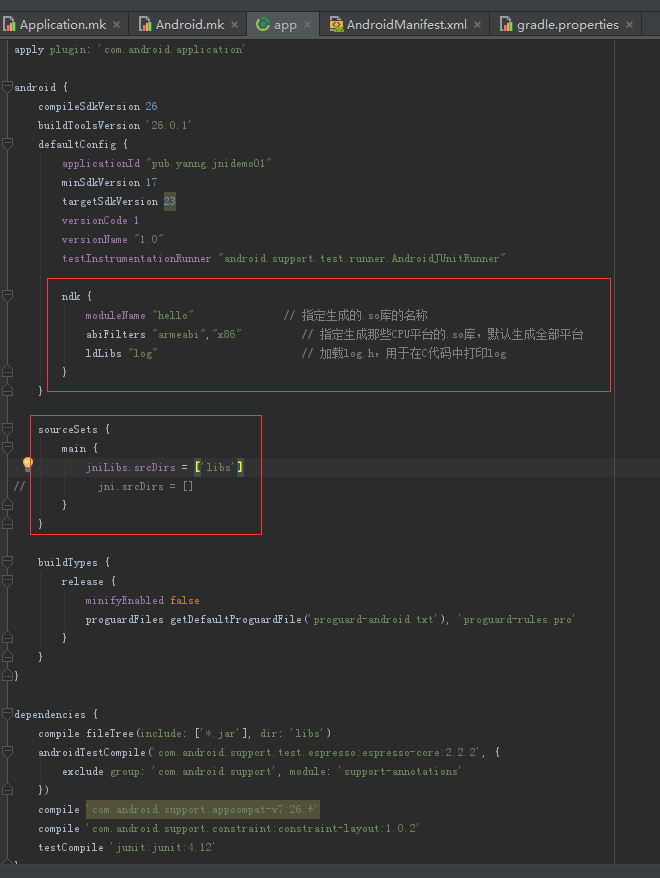 Application.mk × Android.mk × app × AndroidManifest.xml × gradle.properties ×
apply plugin: 'com.android.application'
android {
compileSdkVersion 26
buildToolsVersion '26.0.1'
defaultConfig {
applicationId "pub.yanng.jnidemo01"
minSdkVersion 17
targetSdkVersion 23
versionCode 1
versionName "1.0"
testInstrumentationRunner "android.support.test.runner.AndroidJUnitRunner"
ndk {
moduleName "hello" // 指定生成的.so库的名称
abiFilters "armeabi","x86" // 指定生成那些CPU平台的.so库，默认生成全部平台
ldLibs "log" // 加载log.h，用于在C代码中打印log
}
}
sourceSets {
main {
jniLibs.srcDirs = ['libs']
// jni.srcDirs = []
}
}
buildTypes {
release {
minifyEnabled false
proguardFiles getDefaultProguardFile('proguard-android.txt'), 'proguard-rules.pro'
}
}
}
dependencies {
compile fileTree(include: ['*.jar'], dir: 'libs')
androidTestCompile('com.android.support.test.espresso:espresso-core:2.2.2', {
exclude group: 'com.android.support', module: 'support-annotations'
})
compile 'com.android.support:appcompat-v7:26.+'
compile 'com.android.support.constraint:constraint-layout:1.0.2'
testCompile 'junit:junit:4.12'
}